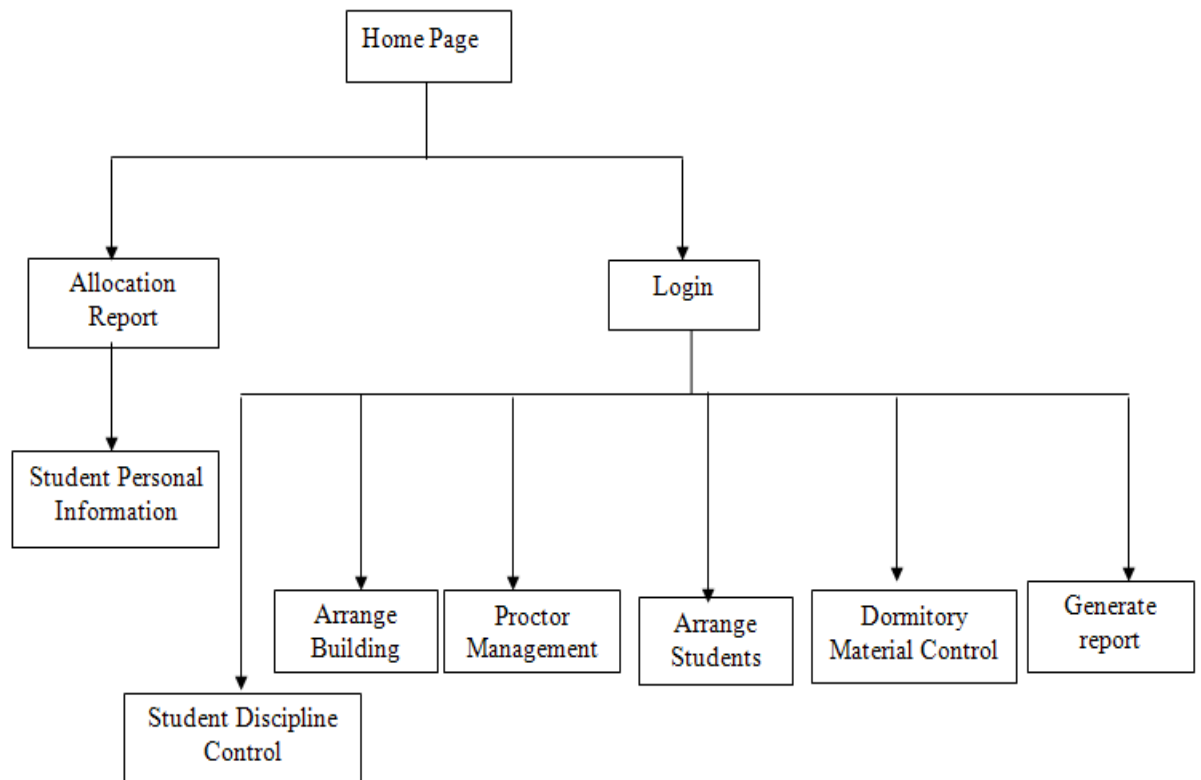 Home Page
Allocation
Report
Login
Student Personal
Information
Arrange
Building
Proctor
Management
Arrange
Students
Dormitory
Material Control
Generate
report
Student Discipline
Control